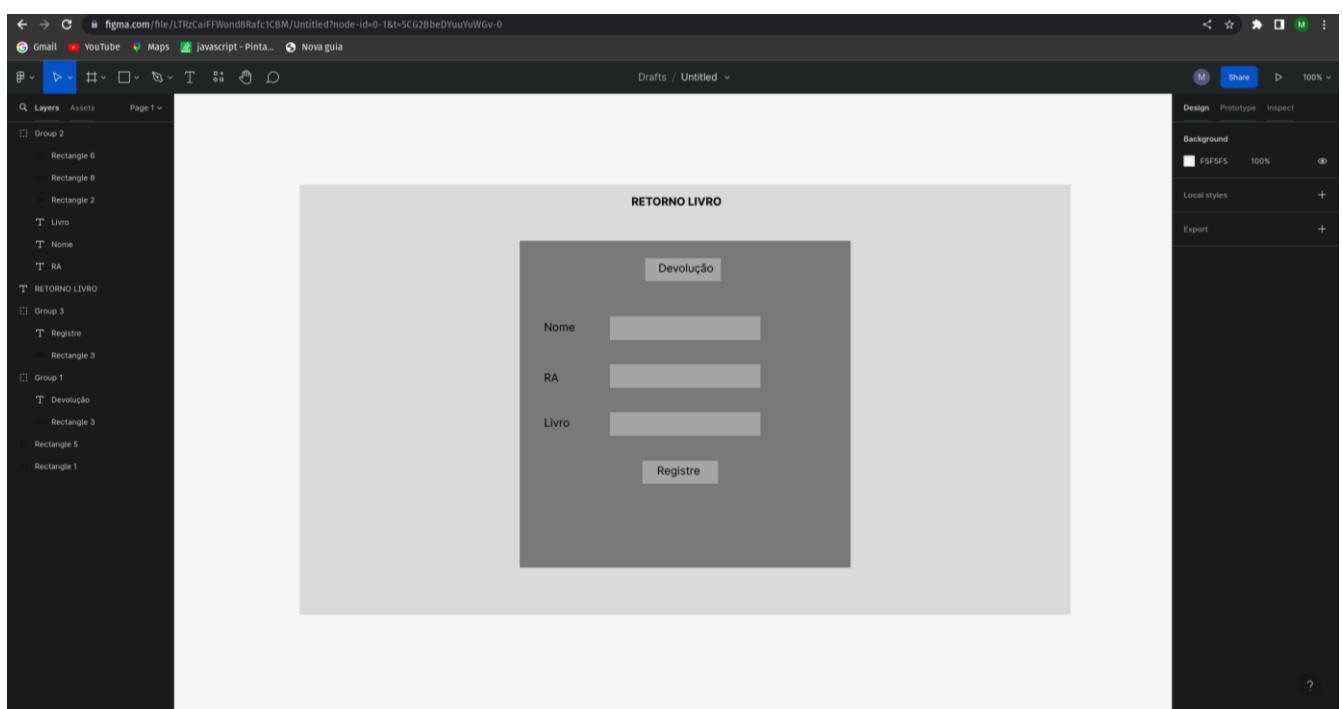 figma.com/file/LTRzCaiFFWond8Rafc1CBM/Untitled?node-id=0-1&t=5CG2BbeDYuuYuWGv-0
M
Gmail YouTube Maps javascript - Pinta... Nova guia
Drafts / Untitled
M Share 100%
Layers Assets Page 1
Group 2
Rectangle 6
Rectangle 8
Rectangle 2
Livro
Nome
RA
RETORNO LIVRO
Group 3
Registre
Rectangle 3
Group 1
Devolução
Rectangle 3
Rectangle 5
Rectangle 1
RETORNO LIVRO
Devolução
Nome
RA
Livro
Registre
Design Prototype Inspect
Background
F5F5F5 100%
Local styles +
Export +
?